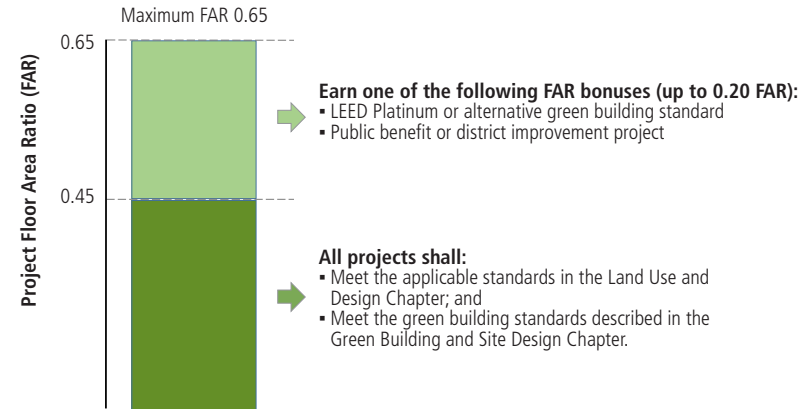 Maximum FAR 0.65
0.65
Project Floor Area Ratio (FAR)
Earn one of the following FAR bonuses (up to 0.20 FAR):
▪ LEED Platinum or alternative green building standard
▪ Public benefit or district improvement project
0.45
All projects shall:
▪ Meet the applicable standards in the Land Use and
Design Chapter; and
▪ Meet the green building standards described in the
Green Building and Site Design Chapter.